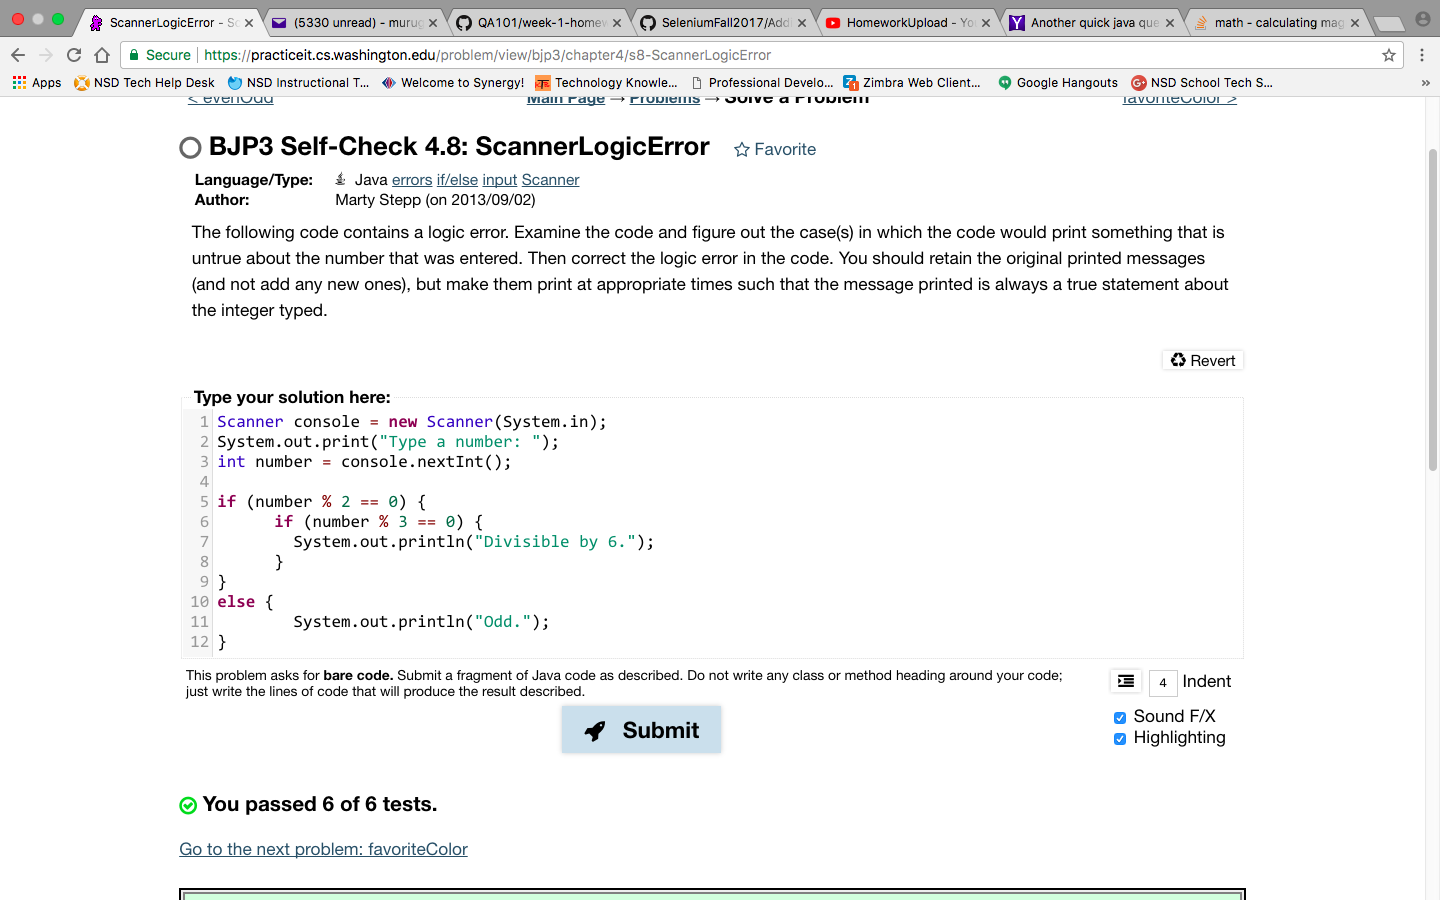 ScannerLogicError - So
(5330 unread) - murug
QA101/week-1-homew
SeleniumFall2017/Addi
HomeworkUpload - You
Another quick java que
math - calculating mag
Secure https://practiceit.cs.washington.edu/problem/view/bjp3/chapter4/s8-ScannerLogicError
Apps NSD Tech Help Desk NSD Instructional T... Welcome to Synergy! Technology Knowle... Professional Develo... Zimbra Web Client... Google Hangouts NSD School Tech S... »
< evenOdd Main Page → Problems → Solve a Problem favoriteColor >
BJP3 Self-Check 4.8: ScannerLogicError Favorite
Language/Type: Java errors if/else input Scanner
Author: Marty Stepp (on 2013/09/02)
The following code contains a logic error. Examine the code and figure out the case(s) in which the code would print something that is
untrue about the number that was entered. Then correct the logic error in the code. You should retain the original printed messages
(and not add any new ones), but make them print at appropriate times such that the message printed is always a true statement about
the integer typed.
Revert
Type your solution here:
1 Scanner console = new Scanner(System.in);
2 System.out.print("Type a number: ");
3 int number = console.nextInt();
4
5 if (number % 2 == 0) {
6 if (number % 3 == 0) {
7 System.out.println("Divisible by 6.");
8 }
9 }
10 else {
11 System.out.println("Odd.");
12 }
This problem asks for bare code. Submit a fragment of Java code as described. Do not write any class or method heading around your code;
just write the lines of code that will produce the result described.
4 Indent
Sound F/X
Highlighting
Submit
You passed 6 of 6 tests.
Go to the next problem: favoriteColor